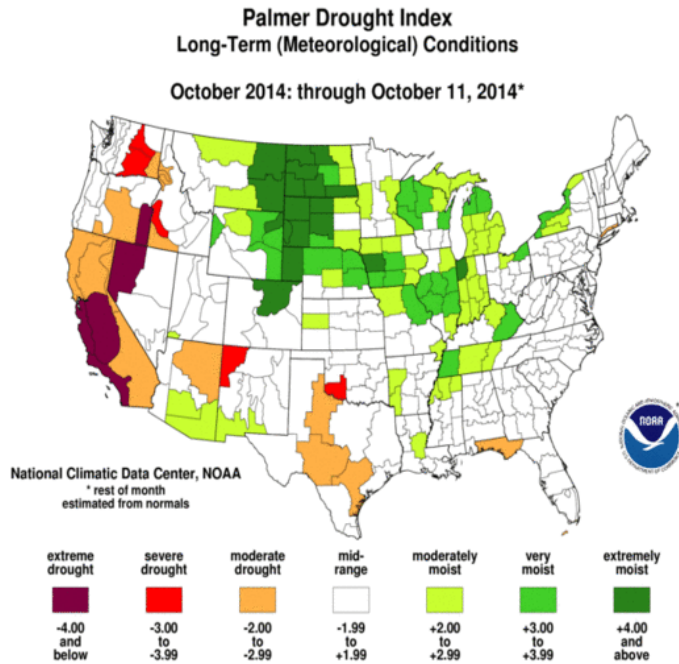 Palmer Drought Index
Long-Term (Meteorological) Conditions
October 2014: through October 11, 2014*
NOAA
National Climatic Data Center, NOAA
* rest of month
estimated from normals
extreme drought
severe drought
moderate drought
mid-range
moderately moist
very moist
extremely moist
-4.00 and below
-3.00 to -3.99
-2.00 to -2.99
-1.99 to +1.99
+2.00 to +2.99
+3.00 to +3.99
+4.00 and above